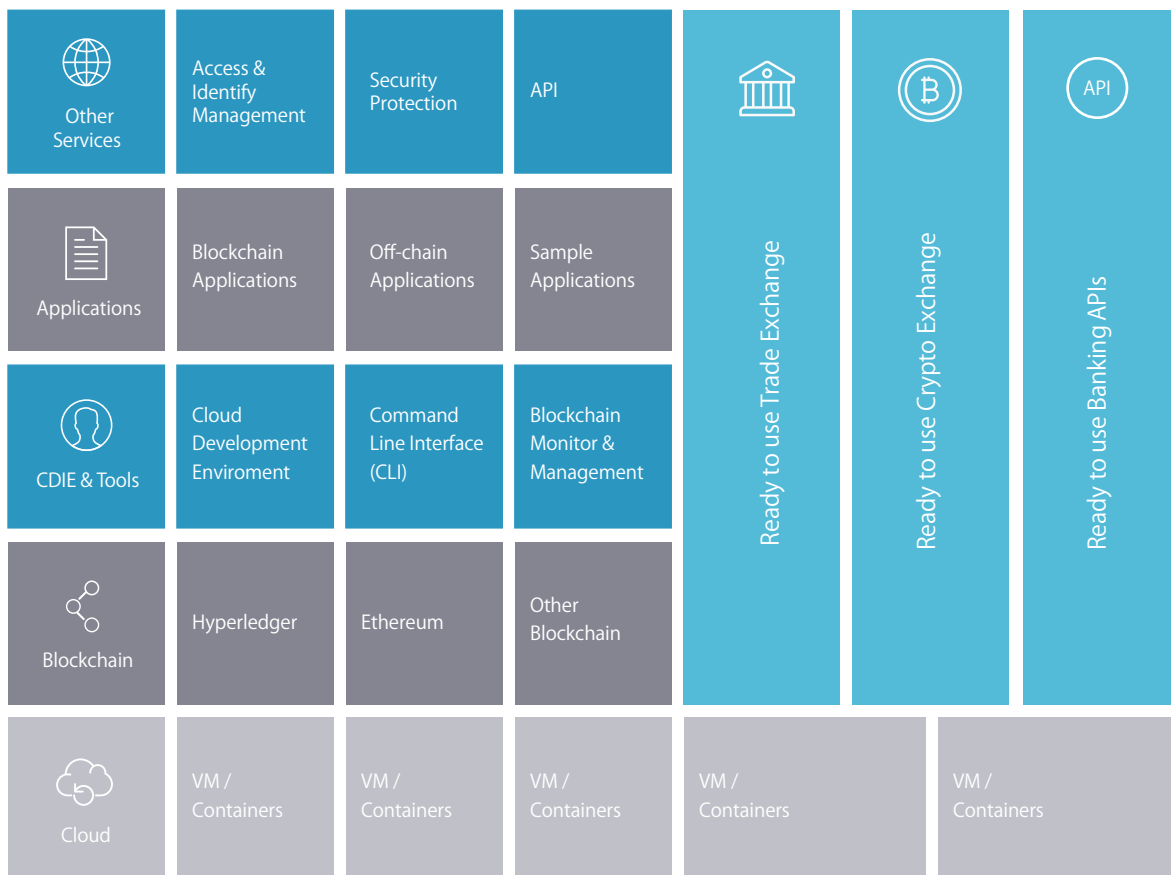 Other
Services
Access &
Identify
Management
Security
Protection
API
API
Applications
Blockchain
Applications
Off-chain
Applications
Sample
Applications
CDIE & Tools
Cloud
Development
Enviroment
Command
Line Interface
(CLI)
Blockchain
Monitor &
Management
Blockchain
Hyperledger
Ethereum
Other
Blockchain
Ready to use Trade Exchange
Ready to use Crypto Exchange
Ready to use Banking APIs
Cloud
VM /
Containers
VM /
Containers
VM /
Containers
VM /
Containers
VM /
Containers